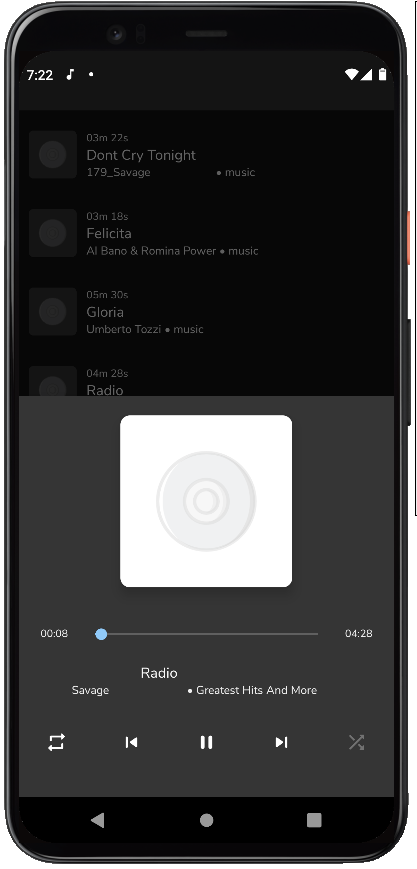 7:22
03m 22s
Dont Cry Tonight
179_Savage • music
03m 18s
Felicita
Al Bano & Romina Power • music
05m 30s
Gloria
Umberto Tozzi • music
04m 28s
Radio
00:08 04:28
Radio
Savage • Greatest Hits And More